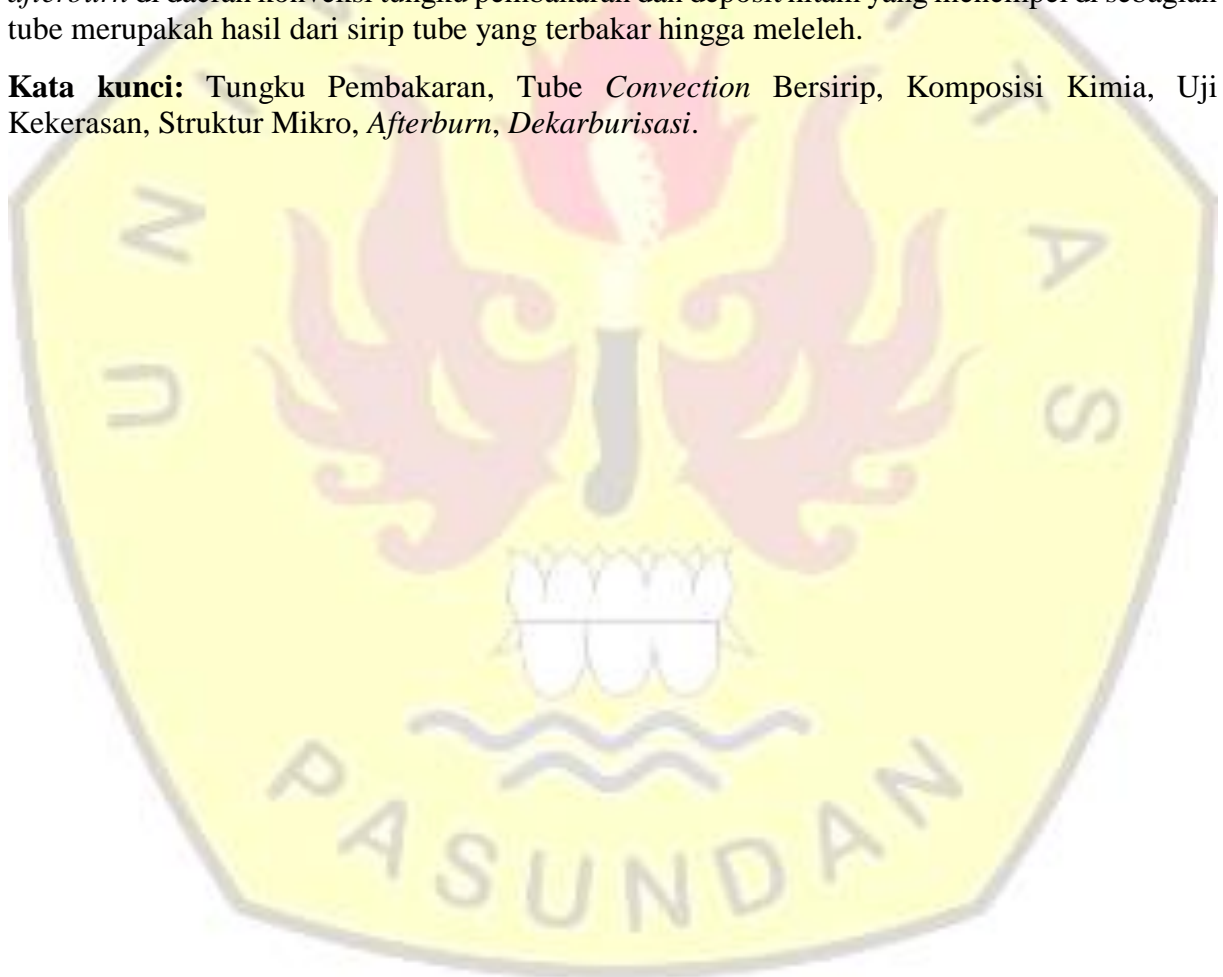 afterburn di daerah konveksi tungku pembakaran dan deposit hitam yang menempel di sebagian
tube merupakah hasil dari sirip tube yang terbakar hingga meleleh.
Kata kunci: Tungku Pembakaran, Tube Convection Bersirip, Komposisi Kimia, Uji
Kekerasan, Struktur Mikro, Afterburn, Dekarburisasi.
UNIVERSITAS
PASUNDAN